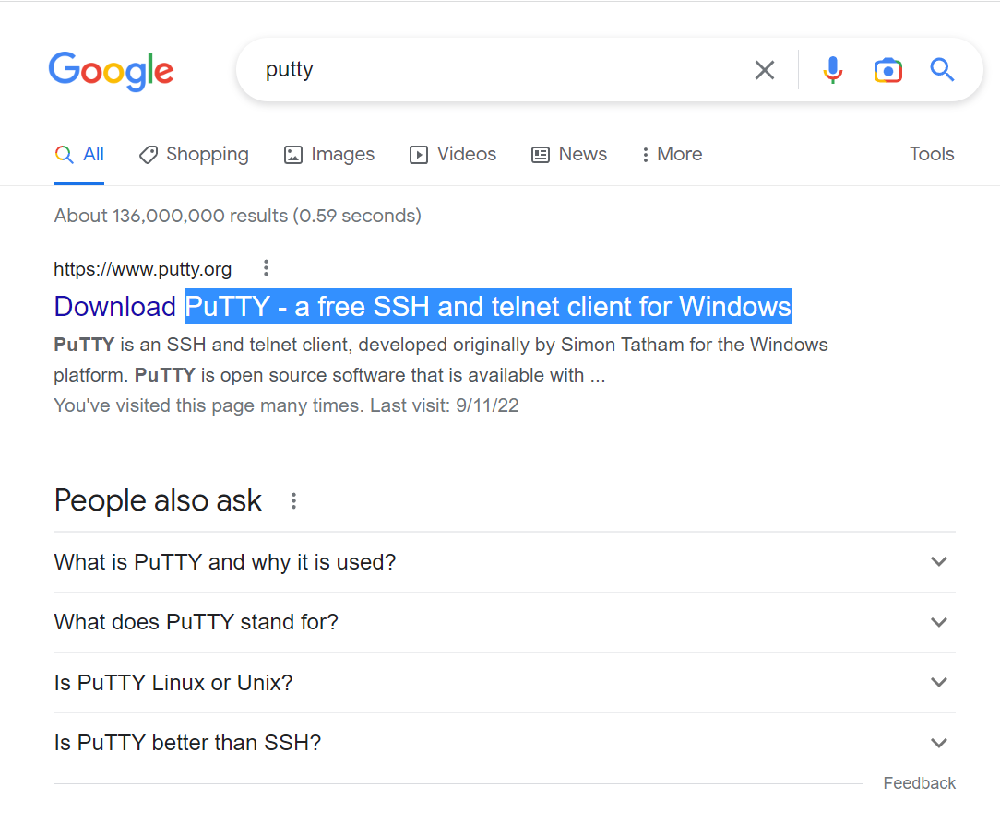 Google
putty
All Shopping Images Videos News More Tools
About 136,000,000 results (0.59 seconds)
https://www.putty.org
Download PuTTY - a free SSH and telnet client for Windows
PuTTY is an SSH and telnet client, developed originally by Simon Tatham for the Windows
platform. PuTTY is open source software that is available with ...
You've visited this page many times. Last visit: 9/11/22
People also ask
What is PuTTY and why it is used?
What does PuTTY stand for?
Is PuTTY Linux or Unix?
Is PuTTY better than SSH?
Feedback